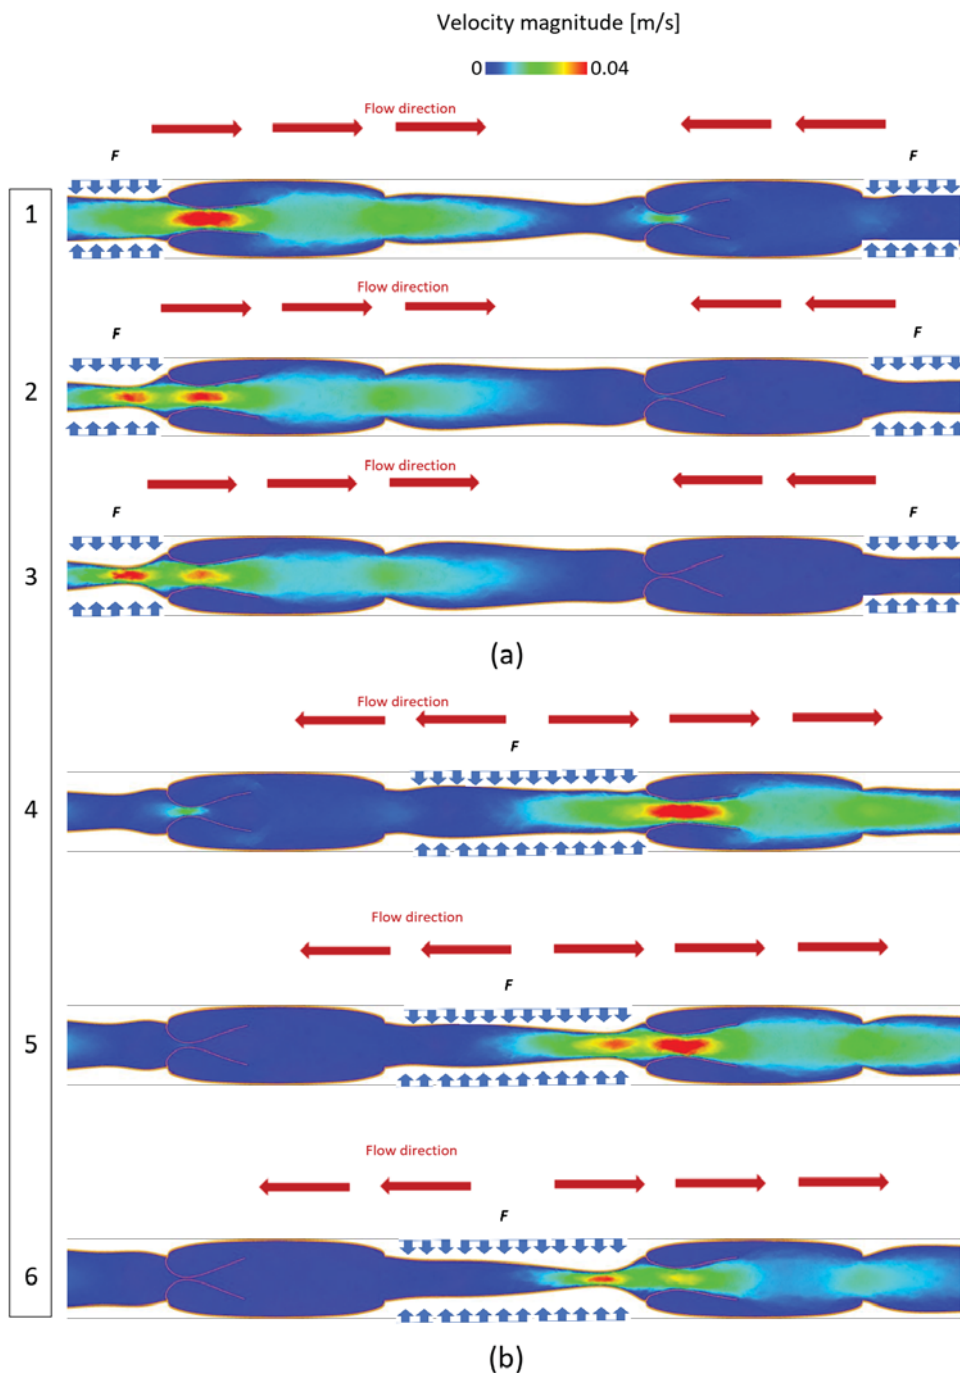 Velocity magnitude [m/s]
0 0.04
Flow direction
F F
1
Flow direction
F F
2
Flow direction
F F
3
(a)
Flow direction
F
4
Flow direction
F
5
Flow direction
F
6
(b)